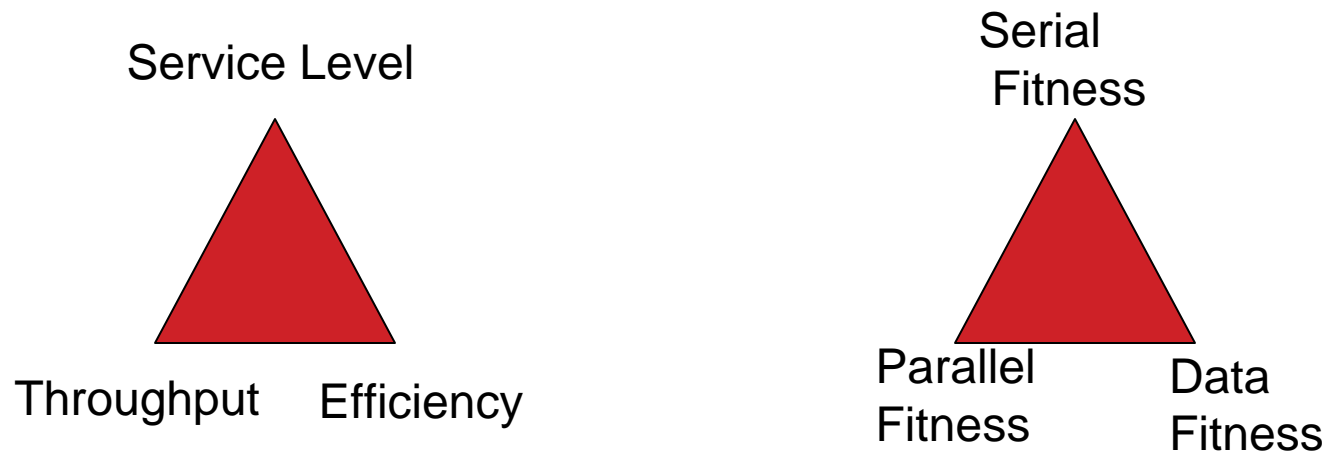 Service Level
Throughput
Efficiency
Serial
Fitness
Parallel
Fitness
Data
Fitness